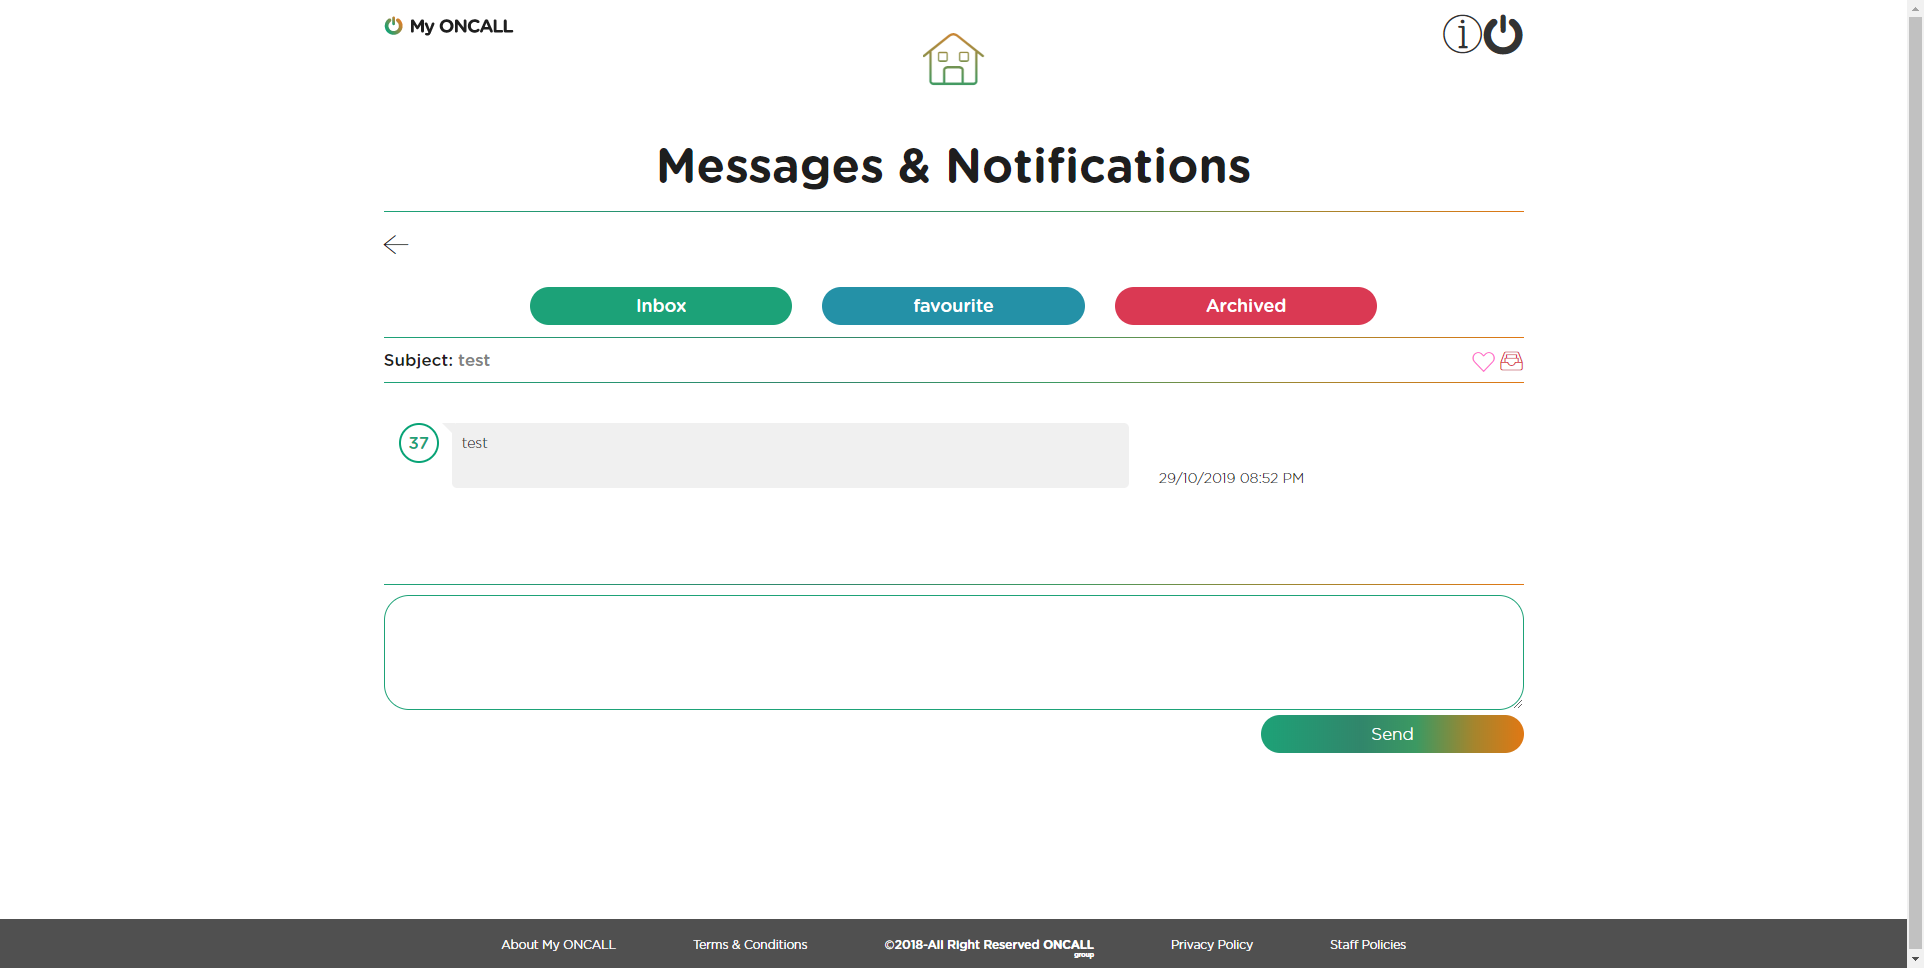 My ONCALL
Messages & Notifications
Inbox
favourite
Archived
Subject: test
37
test
29/10/2019 08:52 PM
Send
About My ONCALL
Terms & Conditions
©2018-All Right Reserved ONCALL
group
Privacy Policy
Staff Policies